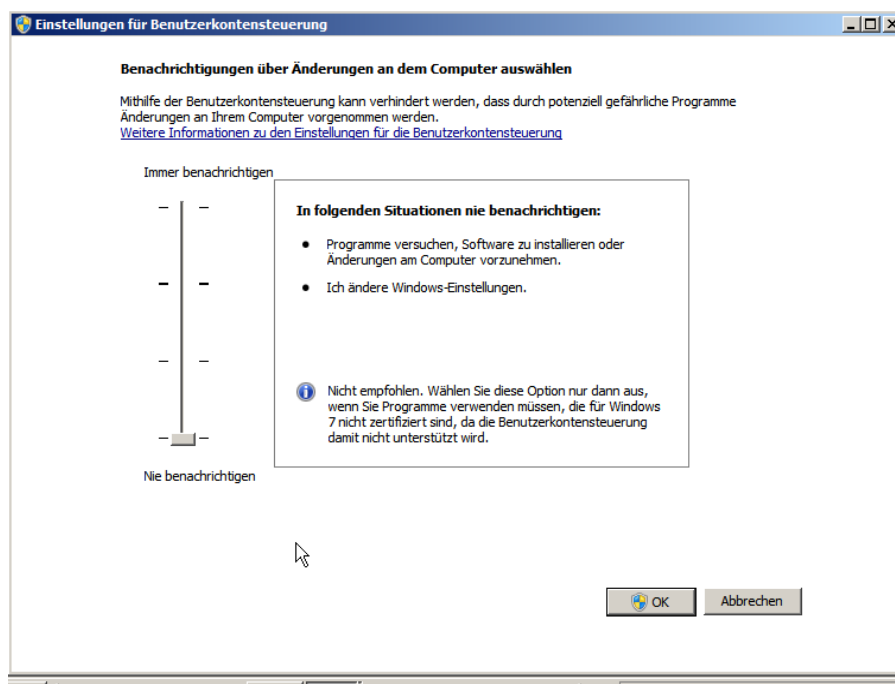 Einstellungen für Benutzerkontensteuerung
Benachrichtigungen über Änderungen an dem Computer auswählen
Mithilfe der Benutzerkontensteuerung kann verhindert werden, dass durch potenziell gefährliche Programme
Änderungen an Ihrem Computer vorgenommen werden.
Weitere Informationen zu den Einstellungen für die Benutzerkontensteuerung
Immer benachrichtigen
In folgenden Situationen nie benachrichtigen:
Programme versuchen, Software zu installieren oder
Änderungen am Computer vorzunehmen.
Ich ändere Windows-Einstellungen.
Nicht empfohlen. Wählen Sie diese Option nur dann aus,
wenn Sie Programme verwenden müssen, die für Windows
7 nicht zertifiziert sind, da die Benutzerkontensteuerung
damit nicht unterstützt wird.
Nie benachrichtigen
OK
Abbrechen